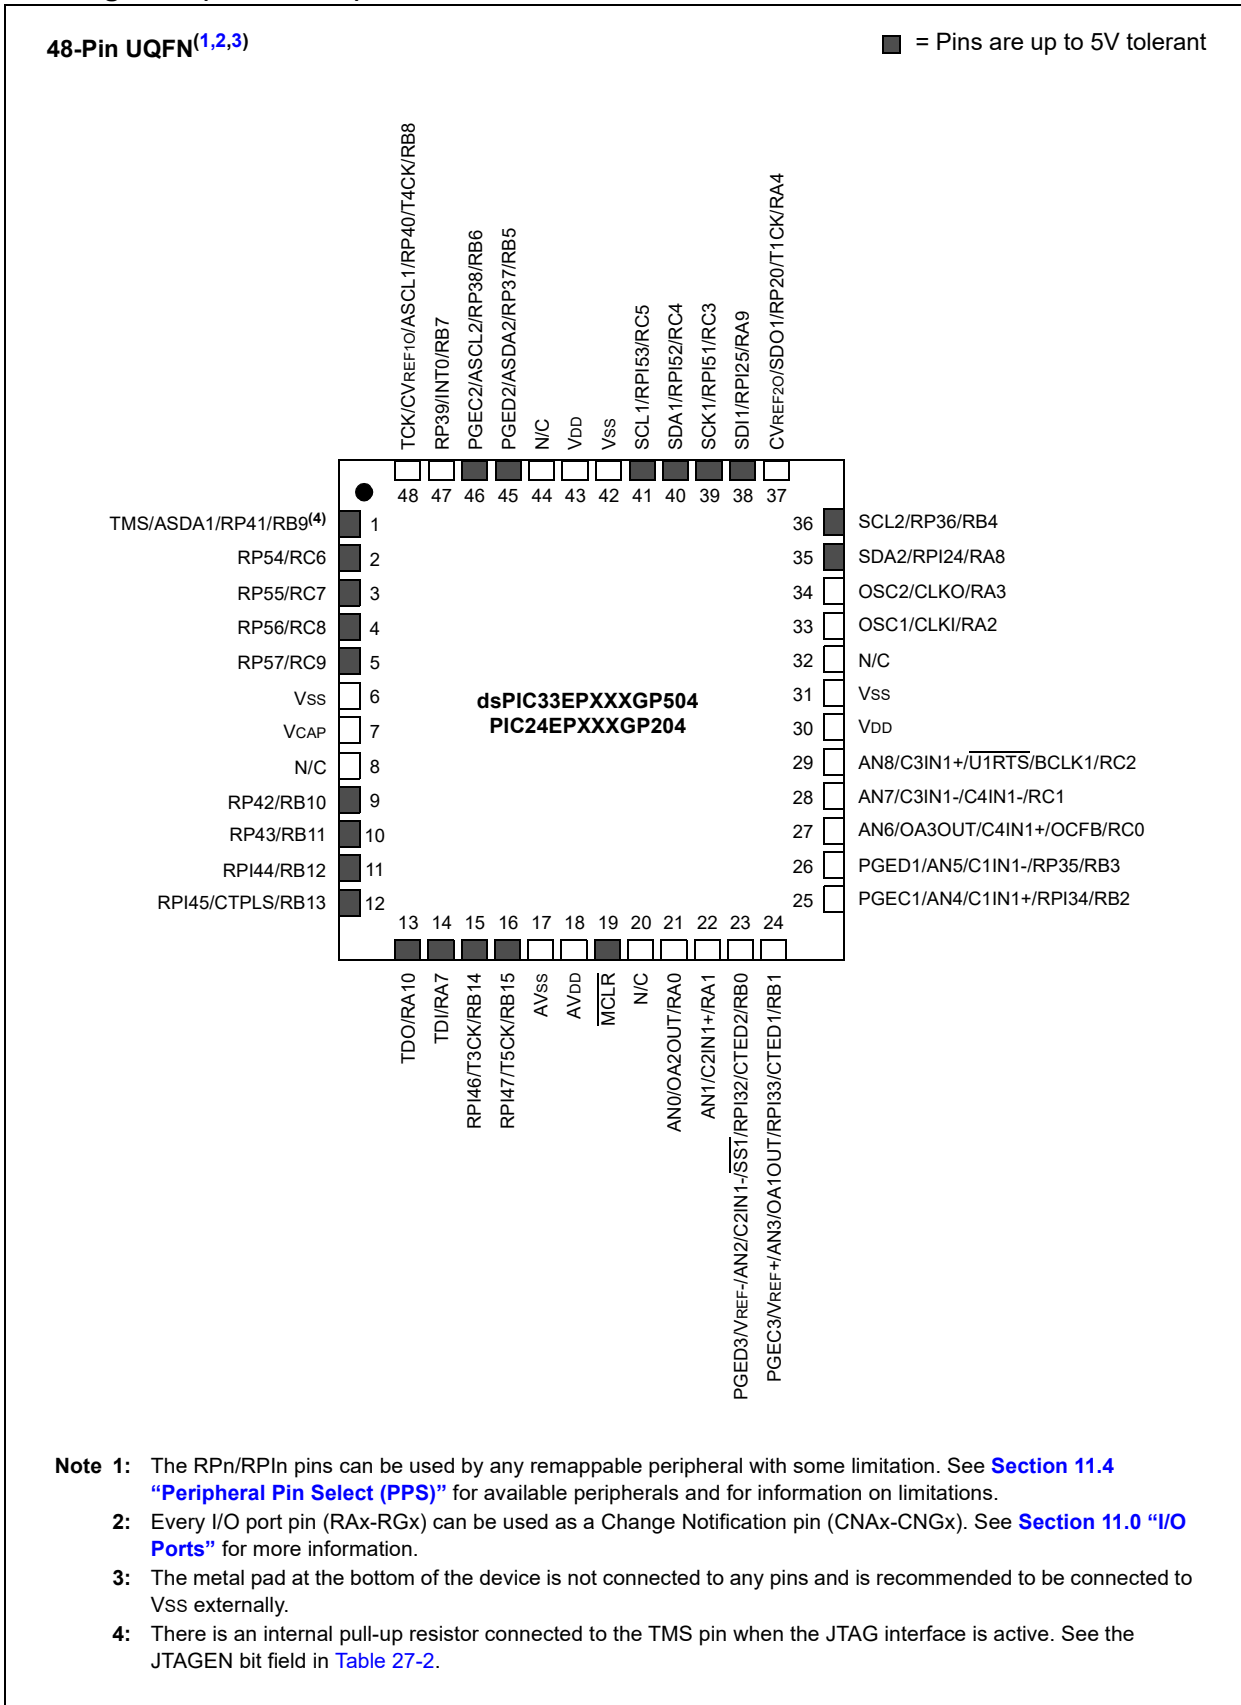 48-Pin UQFN(1,2,3)
= Pins are up to 5V tolerant
TCK/CVREF1O/ASCL1/RP40/T4CK/RB8
RP39/INT0/RB7
PGEC2/ASCL2/RP38/RB6
PGED2/ASDA2/RP37/RB5
N/C
VDD
VSS
SCL1/RPI53/RC5
SDA1/RPI52/RC4
SCK1/RPI51/RC3
SDI1/RPI25/RA9
CVREF2O/SDO1/RP20/T1CK/RA4
48 47 46 45 44 43 42 41 40 39 38 37
TMS/ASDA1/RP41/RB9(4) 1
RP54/RC6 2
RP55/RC7 3
RP56/RC8 4
RP57/RC9 5
VSS 6
VCAP 7
N/C 8
RP42/RB10 9
RP43/RB11 10
RPI44/RB12 11
RPI45/CTPLS/RB13 12
dsPIC33EPXXXGP504
PIC24EPXXXGP204
36 SCL2/RP36/RB4
35 SDA2/RPI24/RA8
34 OSC2/CLKO/RA3
33 OSC1/CLKI/RA2
32 N/C
31 VSS
30 VDD
29 AN8/C3IN1+/U1RTS/BCLK1/RC2
28 AN7/C3IN1-/C4IN1-/RC1
27 AN6/OA3OUT/C4IN1+/OCFB/RC0
26 PGED1/AN5/C1IN1-/RP35/RB3
25 PGEC1/AN4/C1IN1+/RPI34/RB2
13 14 15 16 17 18 19 20 21 22 23 24
TDO/RA10
TDI/RA7
RPI46/T3CK/RB14
RPI47/T5CK/RB15
AVSS
AVDD
MCLR
N/C
AN0/OA2OUT/RA0
AN1/C2IN1+/RA1
PGED3/VREF-/AN2/C2IN1-/SS1/RPI32/CTED2/RB0
PGEC3/VREF+/AN3/OA1OUT/RPI33/CTED1/RB1
Note 1: The RPn/RPIn pins can be used by any remappable peripheral with some limitation. See Section 11.4
“Peripheral Pin Select (PPS)” for available peripherals and for information on limitations.
2: Every I/O port pin (RAx-RGx) can be used as a Change Notification pin (CNAx-CNGx). See Section 11.0 “I/O
Ports” for more information.
3: The metal pad at the bottom of the device is not connected to any pins and is recommended to be connected to
VSS externally.
4: There is an internal pull-up resistor connected to the TMS pin when the JTAG interface is active. See the
JTAGEN bit field in Table 27-2.